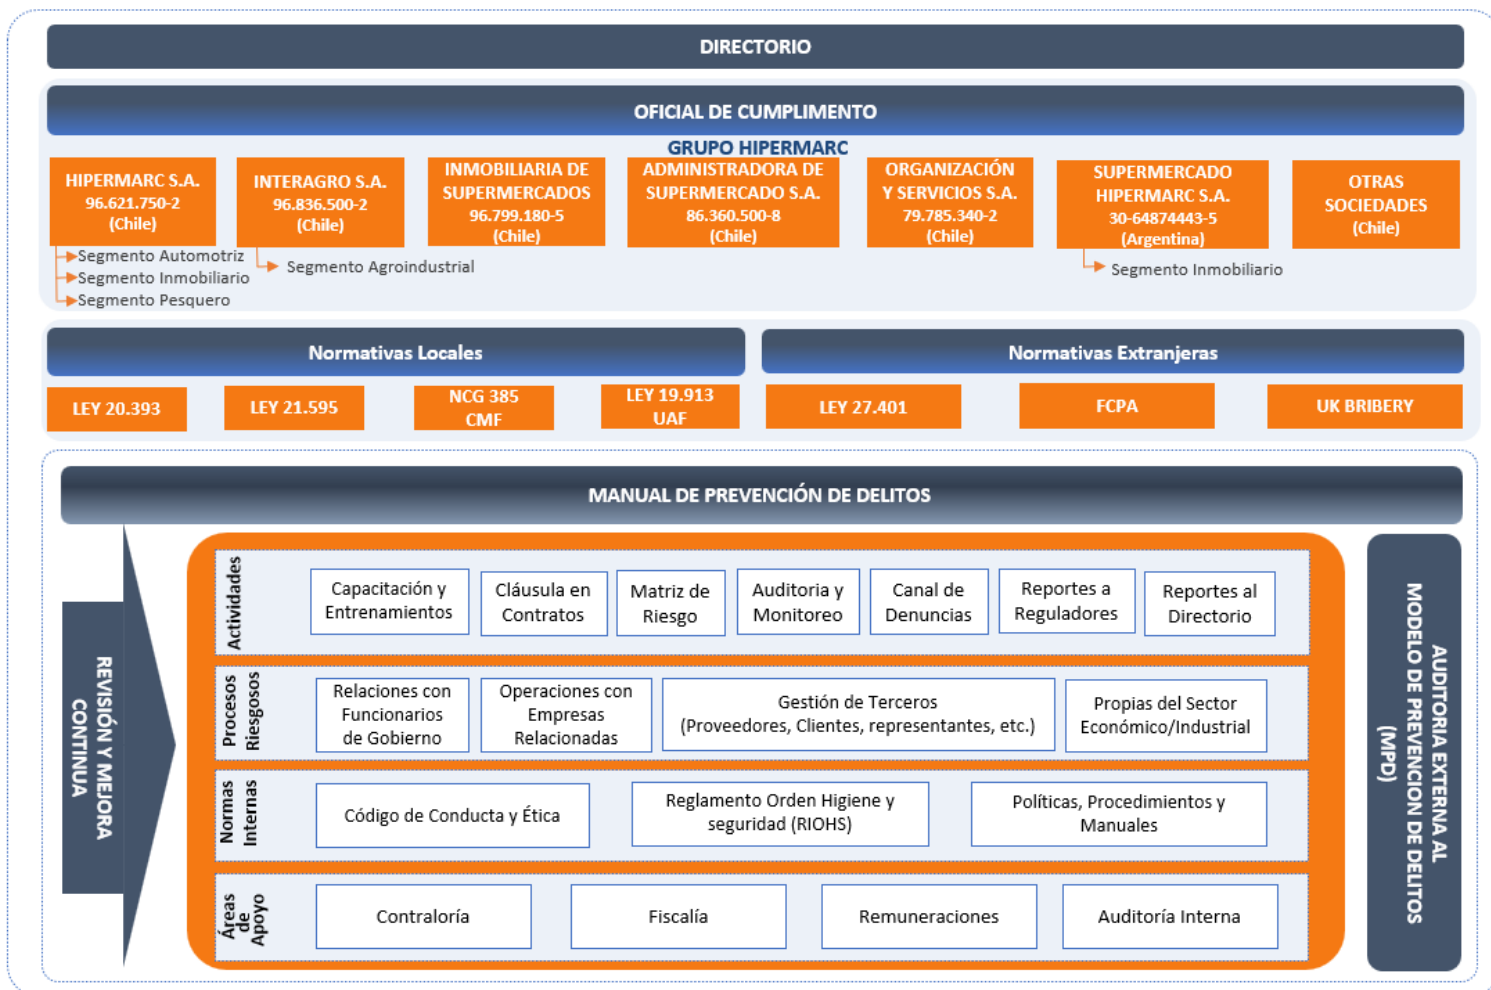 DIRECTORIO
OFICIAL DE CUMPLIMENTO
GRUPO HIPERMARC
HIPERMARC S.A.
96.621.750-2
(Chile)
Segmento Automotriz
Segmento Inmobiliario
Segmento Pesquero
INTERAGRO S.A.
96.836.500-2
(Chile)
Segmento Agroindustrial
INMOBILIARIA DE
SUPERMERCADOS
96.799.180-5
(Chile)
ADMINISTRADORA DE
SUPERMERCADO S.A.
86.360.500-8
(Chile)
ORGANIZACIÓN
Y SERVICIOS S.A.
79.785.340-2
(Chile)
SUPERMERCADO
HIPERMARC S.A.
30-64874443-5
(Argentina)
Segmento Inmobiliario
OTRAS
SOCIEDADES
(Chile)
Normativas Locales
LEY 20.393
LEY 21.595
NCG 385
CMF
LEY 19.913
UAF
Normativas Extranjeras
LEY 27.401
FCPA
UK BRIBERY
MANUAL DE PREVENCIÓN DE DELITOS
REVISIÓN Y MEJORA
CONTINUA
Actividades
Capacitación y
Entrenamientos
Cláusula en
Contratos
Matriz de
Riesgo
Auditoria y
Monitoreo
Canal de
Denuncias
Reportes a
Reguladores
Reportes al
Directorio
Procesos
Riesgosos
Relaciones con
Funcionarios
de Gobierno
Operaciones con
Empresas
Relacionadas
Gestión de Terceros
(Proveedores, Clientes, representantes, etc.)
Propias del Sector
Económico/Industrial
Normas
Internas
Código de Conducta y Ética
Reglamento Orden Higiene y
seguridad (RIOHS)
Políticas, Procedimientos y
Manuales
Áreas
de
Apoyo
Contraloría
Fiscalía
Remuneraciones
Auditoría Interna
AUDITORIA EXTERNA AL
MODELO DE PREVENCION DE DELITOS
(MPD)